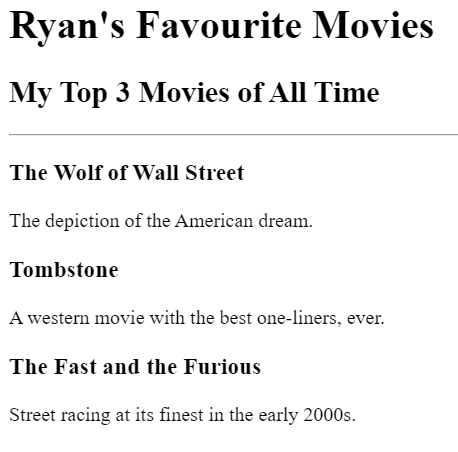 Ryan's Favourite Movies
My Top 3 Movies of All Time
The Wolf of Wall Street
The depiction of the American dream.
Tombstone
A western movie with the best one-liners, ever.
The Fast and the Furious
Street racing at its finest in the early 2000s.